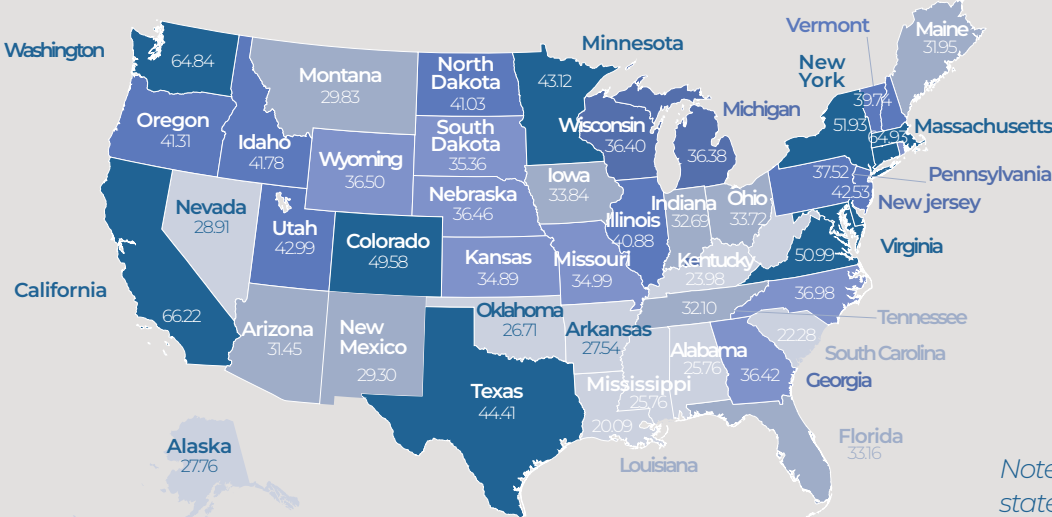 Washington
64.84
Montana
29.83
North
Dakota
41.03
Minnesota
43.12
Vermont
Maine
31.95
New
York
39.74
51.93
64.93
Massachusetts
Oregon
41.31
Idaho
41.78
Wyoming
36.50
South
Dakota
35.36
Wisconsin
36.40
Michigan
36.38
Iowa
33.84
Nebraska
36.46
Nevada
28.91
Utah
42.99
Colorado
49.58
Kansas
34.89
Missouri
34.99
Illinois
40.88
Indiana
32.69
Ohio
33.72
37.52
Pennsylvania
42.53
New jersey
Virginia
50.99
Kentucky
23.98
California
66.22
Arizona
31.45
New
Mexico
29.30
Oklahoma
26.71
Arkansas
27.54
32.10
Tennessee
36.98
22.28
South Carolina
Alabama
25.76
36.42
Georgia
Mississippi
25.76
20.09
Louisiana
Texas
44.41
Florida
33.16
Alaska
27.76
Note
state